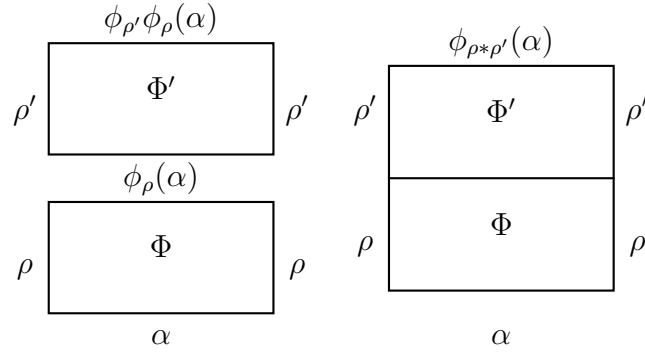 ϕ_{ρ′}ϕ_ρ(α)
Φ′
ρ′ ρ′
ϕ_ρ(α)
Φ
ρ ρ
α
ϕ_{ρ∗ρ′}(α)
ρ′ Φ′ ρ′
Φ
ρ ρ
α